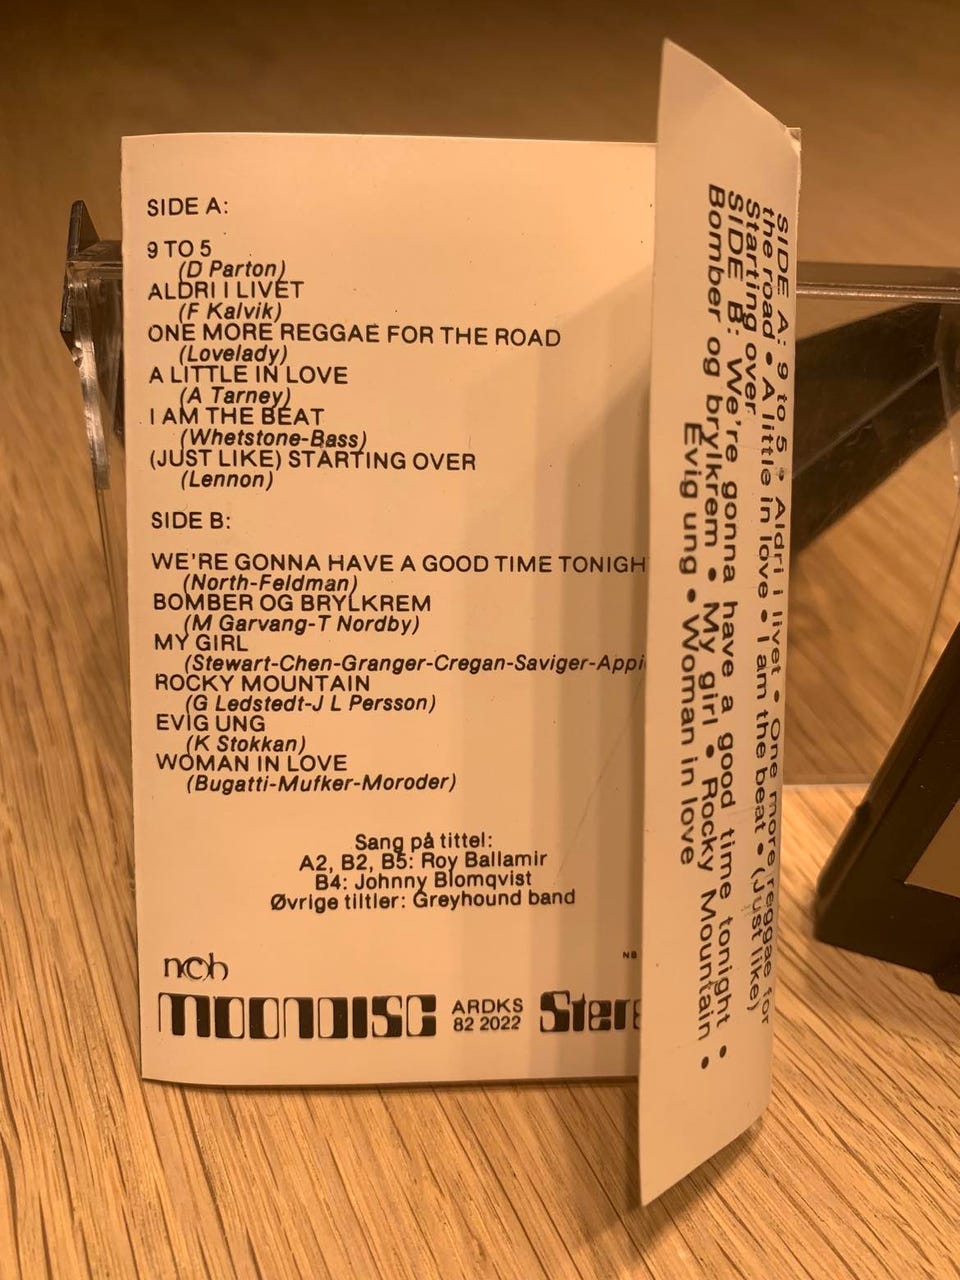 SIDE A:
9 TO 5
(D Parton)
ALDRI I LIVET
(F Kalvik)
ONE MORE REGGAE FOR THE ROAD
(Lovelady)
A LITTLE IN LOVE
(A Tarney)
I AM THE BEAT
(Whetstone-Bass)
(JUST LIKE) STARTING OVER
(Lennon)
SIDE B:
WE'RE GONNA HAVE A GOOD TIME TONIGH
(North-Feldman)
BOMBER OG BRYLKREM
(M Garvang-T Nordby)
MY GIRL
(Stewart-Chen-Granger-Cregan-Saviger-Appi
ROCKY MOUNTAIN
(G Ledstedt-J L Persson)
EVIG UNG
(K Stokkan)
WOMAN IN LOVE
(Bugatti-Mufker-Moroder)
Sang på tittel:
A2, B2, B5: Roy Ballamir
B4: Johnny Blomqvist
Øvrige tiltler: Greyhound band
ncb
NB
MOONDISC ARDKS 82 2022 Stere
SIDE A: 9 to 5 • Aldri i livet • One more reggae for
the road • A little in love • I am the beat • (Just like)
Starting over
SIDE B: We're gonna have a good time tonight •
Bomber og brylkrem • My girl • Rocky Mountain •
Evig ung • Woman in love